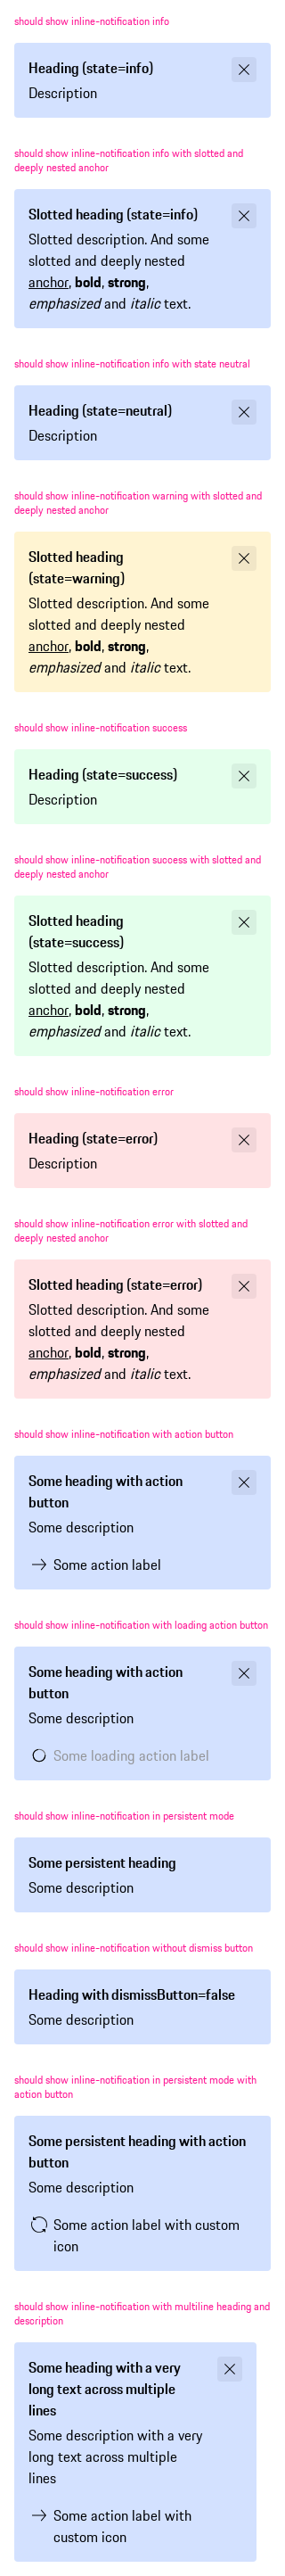 should show inline-notification info
Heading (state=info)
Description
should show inline-notification info with slotted and
deeply nested anchor
Slotted heading (state=info)
Slotted description. And some
slotted and deeply nested
anchor, bold, strong,
emphasized and italic text.
should show inline-notification info with state neutral
Heading (state=neutral)
Description
should show inline-notification warning with slotted and
deeply nested anchor
Slotted heading
(state=warning)
Slotted description. And some
slotted and deeply nested
anchor, bold, strong,
emphasized and italic text.
should show inline-notification success
Heading (state=success)
Description
should show inline-notification success with slotted and
deeply nested anchor
Slotted heading
(state=success)
Slotted description. And some
slotted and deeply nested
anchor, bold, strong,
emphasized and italic text.
should show inline-notification error
Heading (state=error)
Description
should show inline-notification error with slotted and
deeply nested anchor
Slotted heading (state=error)
Slotted description. And some
slotted and deeply nested
anchor, bold, strong,
emphasized and italic text.
should show inline-notification with action button
Some heading with action
button
Some description
Some action label
should show inline-notification with loading action button
Some heading with action
button
Some description
Some loading action label
should show inline-notification in persistent mode
Some persistent heading
Some description
should show inline-notification without dismiss button
Heading with dismissButton=false
Some description
should show inline-notification in persistent mode with
action button
Some persistent heading with action
button
Some description
Some action label with custom
icon
should show inline-notification with multiline heading and
description
Some heading with a very
long text across multiple
lines
Some description with a very
long text across multiple
lines
Some action label with
custom icon